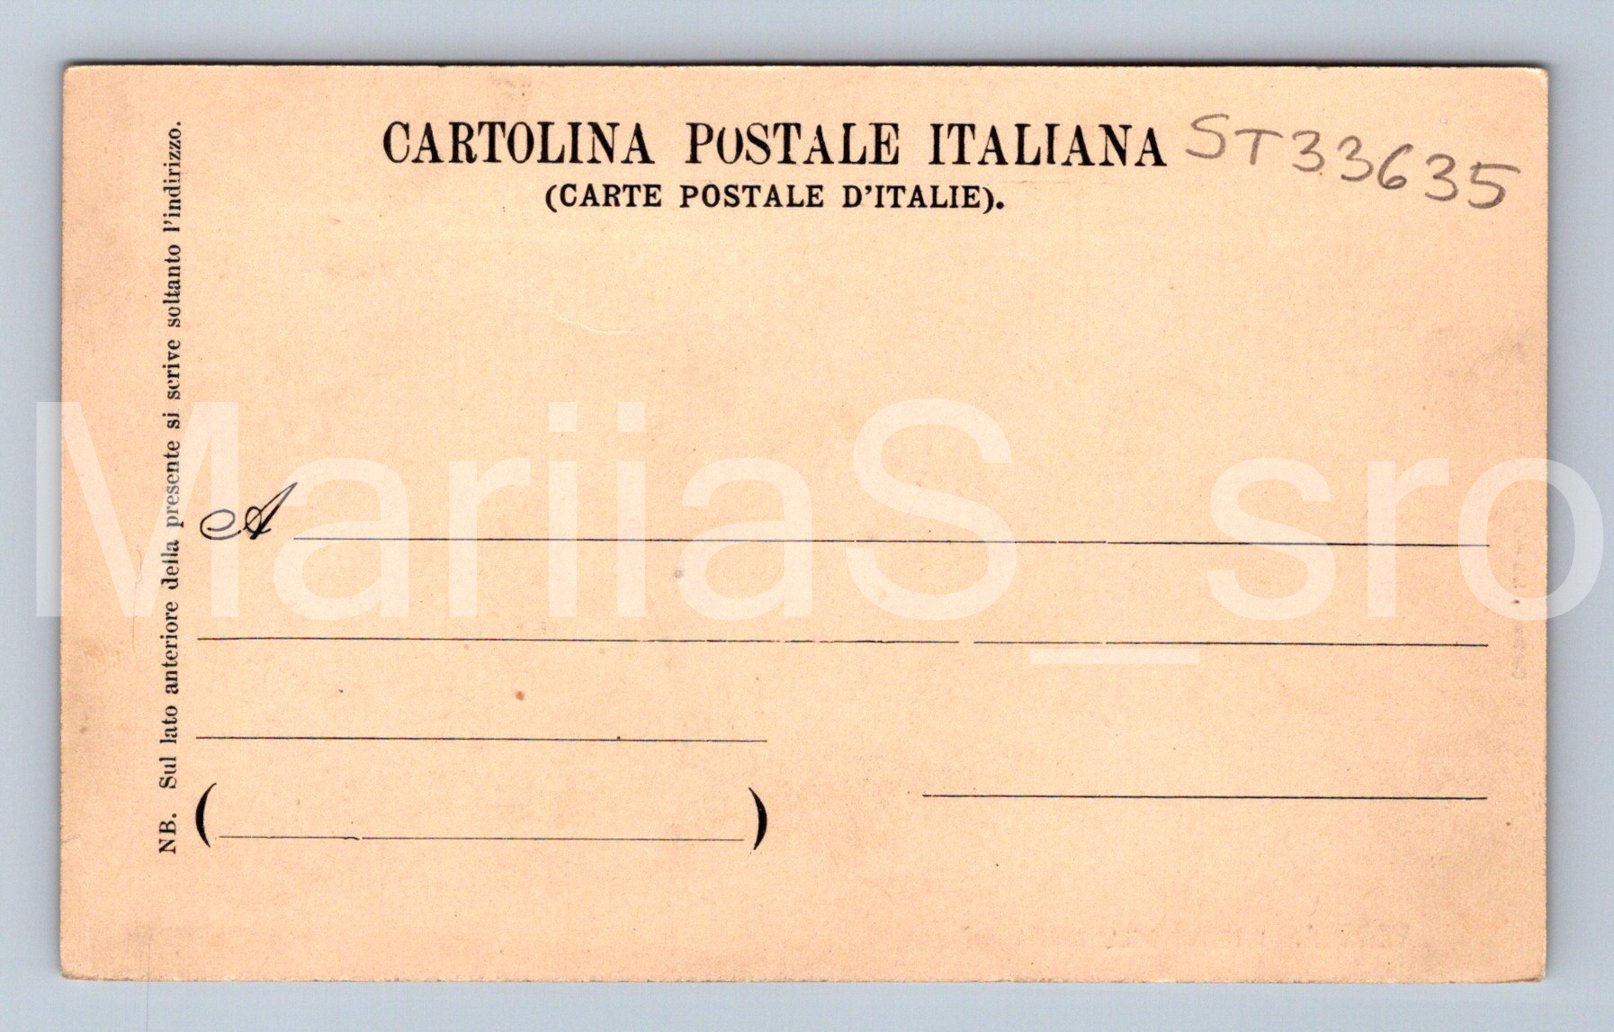 CARTOLINA POSTALE ITALIANA
ST33635
(CARTE POSTALE D'ITALIE).
NB. Sul lato anteriore della presente si scrive soltanto l'indirizzo.
A
( )
MariiaS_sro